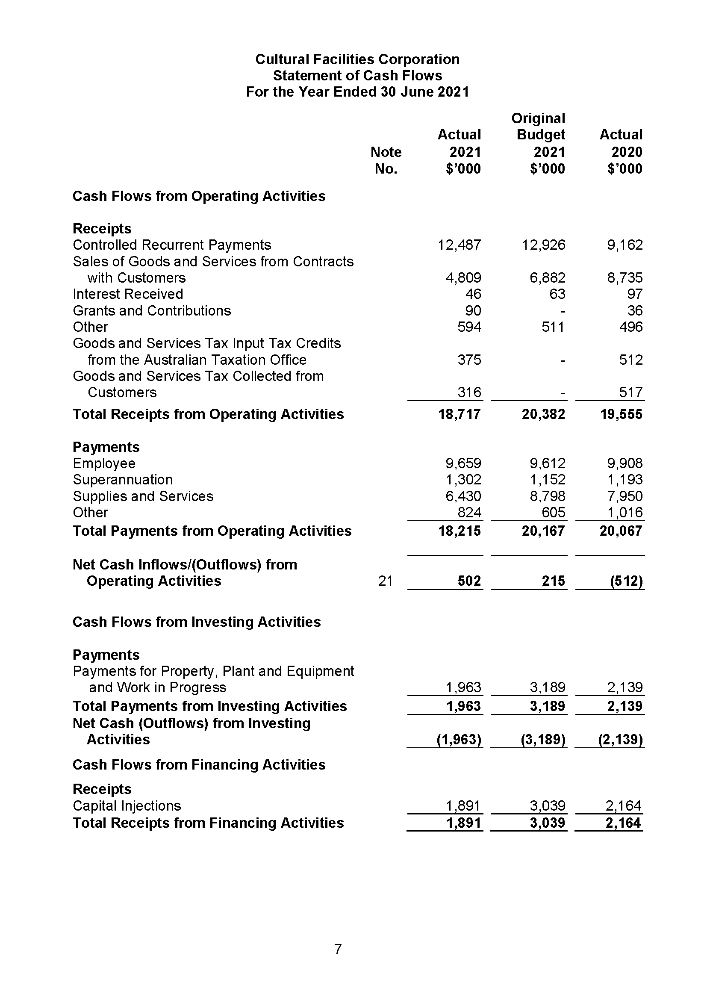 Cultural Facilities Corporation
Statement of Cash Flows
For the Year Ended 30 June 2021
Original
Actual Budget Actual
Note 2021 2021 2020
No. $’000 $’000 $’000
Cash Flows from Operating Activities
Receipts
Controlled Recurrent Payments 12,487 12,926 9,162
Sales of Goods and Services from Contracts
with Customers 4,809 6,882 8,735
Interest Received 46 63 97
Grants and Contributions 90 - 36
Other 594 511 496
Goods and Services Tax Input Tax Credits
from the Australian Taxation Office 375 - 512
Goods and Services Tax Collected from
Customers 316 - 517
Total Receipts from Operating Activities 18,717 20,382 19,555
Payments
Employee 9,659 9,612 9,908
Superannuation 1,302 1,152 1,193
Supplies and Services 6,430 8,798 7,950
Other 824 605 1,016
Total Payments from Operating Activities 18,215 20,167 20,067
Net Cash Inflows/(Outflows) from
Operating Activities 21 502 215 (512)
Cash Flows from Investing Activities
Payments
Payments for Property, Plant and Equipment
and Work in Progress 1,963 3,189 2,139
Total Payments from Investing Activities 1,963 3,189 2,139
Net Cash (Outflows) from Investing
Activities (1,963) (3,189) (2,139)
Cash Flows from Financing Activities
Receipts
Capital Injections 1,891 3,039 2,164
Total Receipts from Financing Activities 1,891 3,039 2,164
7